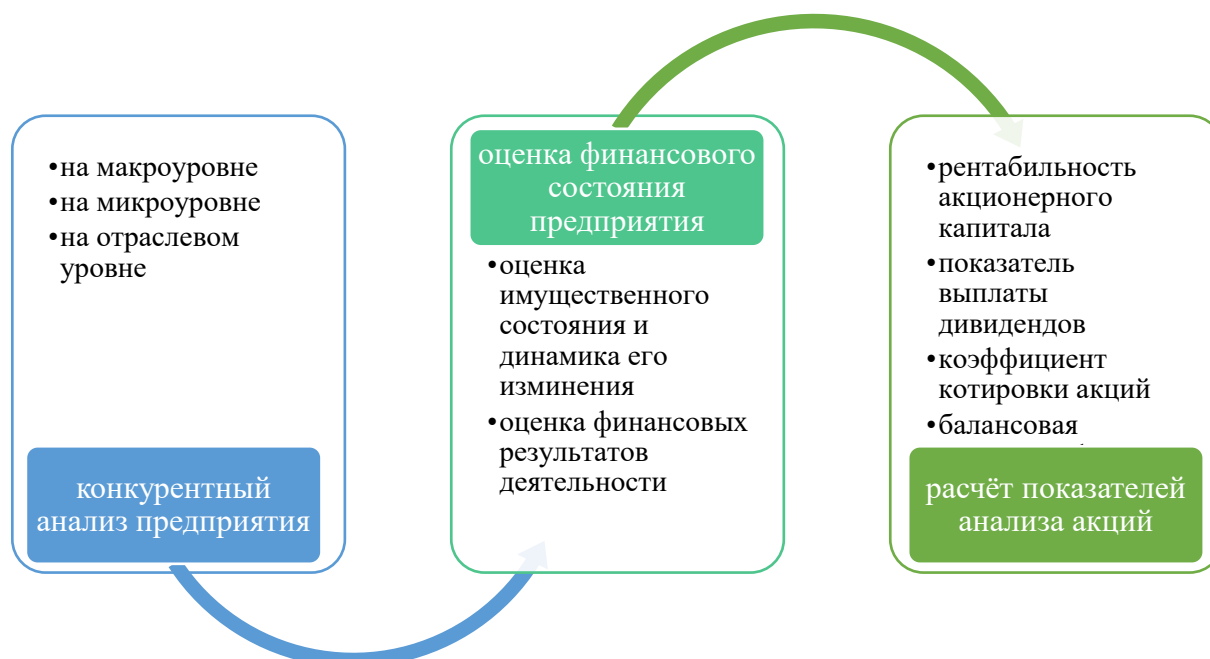 •на макроуровне
•на микроуровне
•на отраслевом
уровне
конкурентный
анализ предприятия
оценка финансового
состояния
предприятия
•оценка
имущественного
состояния и
динамика его
изминения
•оценка финансовых
результатов
деятельности
•рентабильность
акционерного
капитала
•показатель
выплаты
дивидендов
•коэффициент
котировки акций
•балансовая
расчёт показателей
анализа акций